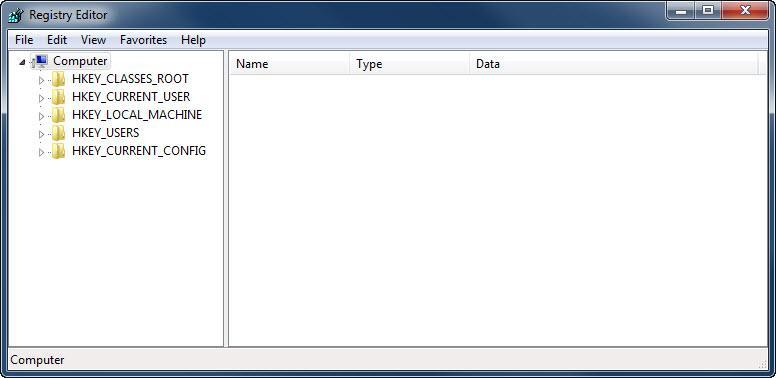 Registry Editor
File Edit View Favorites Help
Computer
HKEY_CLASSES_ROOT
HKEY_CURRENT_USER
HKEY_LOCAL_MACHINE
HKEY_USERS
HKEY_CURRENT_CONFIG
Name Type Data
Computer